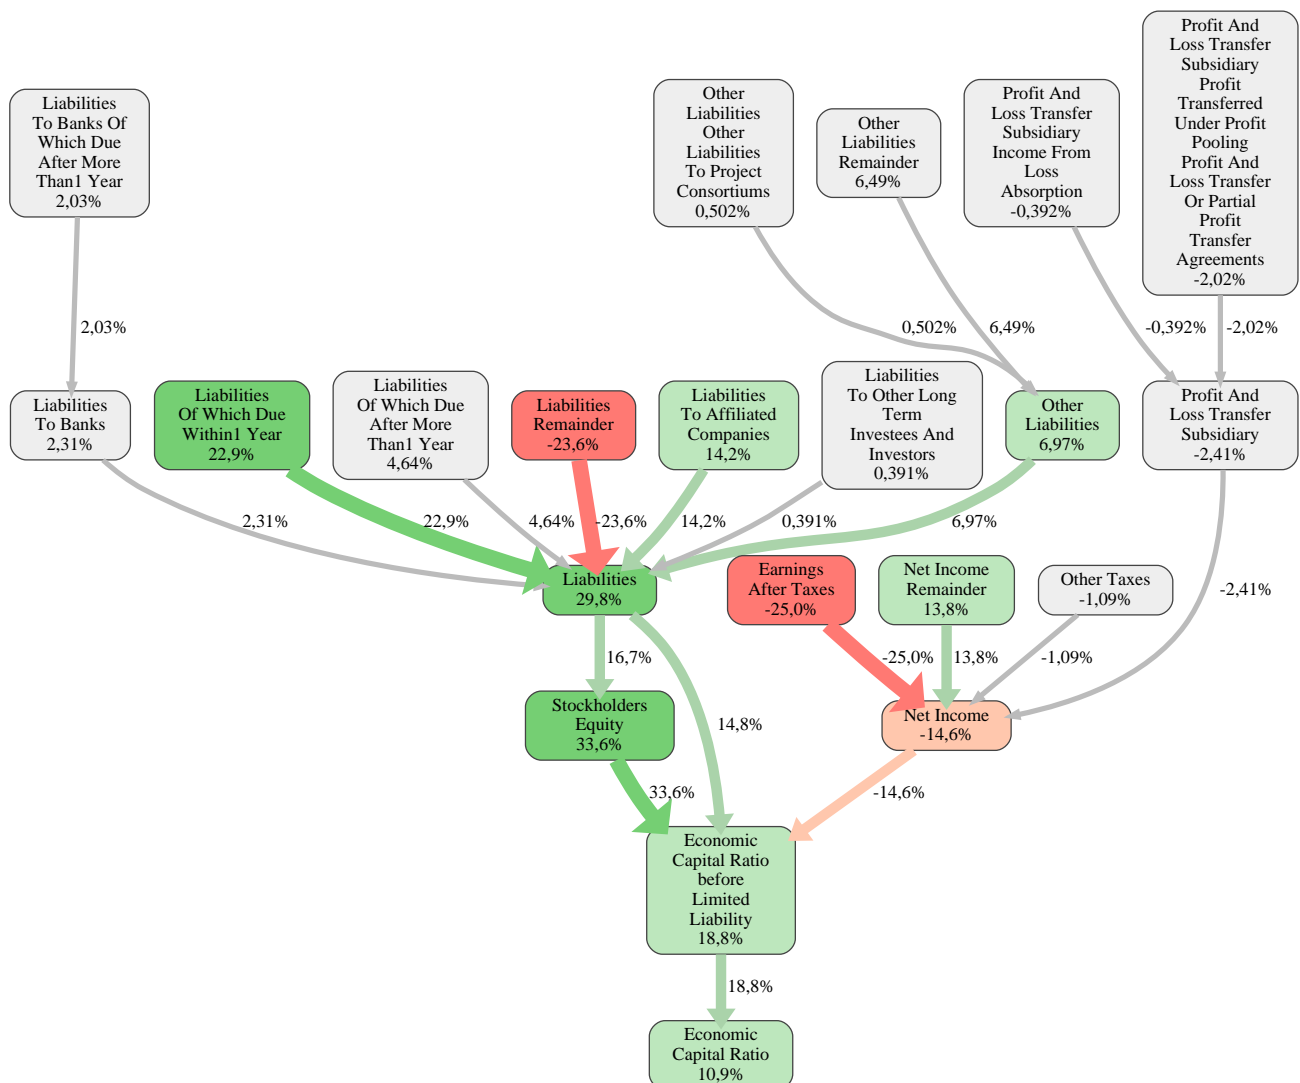 Profit And
Loss Transfer
Subsidiary
Profit
Transferred
Under Profit
Pooling
Profit And
Loss Transfer
Or Partial
Profit
Transfer
Agreements
-2,02%
Liabilities
To Banks Of
Which Due
After More
Than1 Year
2,03%
Other
Liabilities
Other
Liabilities
To Project
Consortiums
0,502%
Other
Liabilities
Remainder
6,49%
Profit And
Loss Transfer
Subsidiary
Income From
Loss
Absorption
-0,392%
2,03%
0,502%
6,49%
-0,392%
-2,02%
Liabilities
To Banks
2,31%
Liabilities
Of Which Due
Within1 Year
22,9%
Liabilities
Of Which Due
After More
Than1 Year
4,64%
Liabilities
Remainder
-23,6%
Liabilities
To Affiliated
Companies
14,2%
Liabilities
To Other Long
Term
Investees And
Investors
0,391%
Other
Liabilities
6,97%
Profit And
Loss Transfer
Subsidiary
-2,41%
2,31%
22,9%
4,64%
-23,6%
14,2%
0,391%
6,97%
-2,41%
Liabilities
29,8%
Earnings
After Taxes
-25,0%
Net Income
Remainder
13,8%
Other Taxes
-1,09%
16,7%
14,8%
-25,0%
13,8%
-1,09%
Stockholders
Equity
33,6%
Net Income
-14,6%
33,6%
-14,6%
Economic
Capital Ratio
before
Limited
Liability
18,8%
18,8%
Economic
Capital Ratio
10,9%